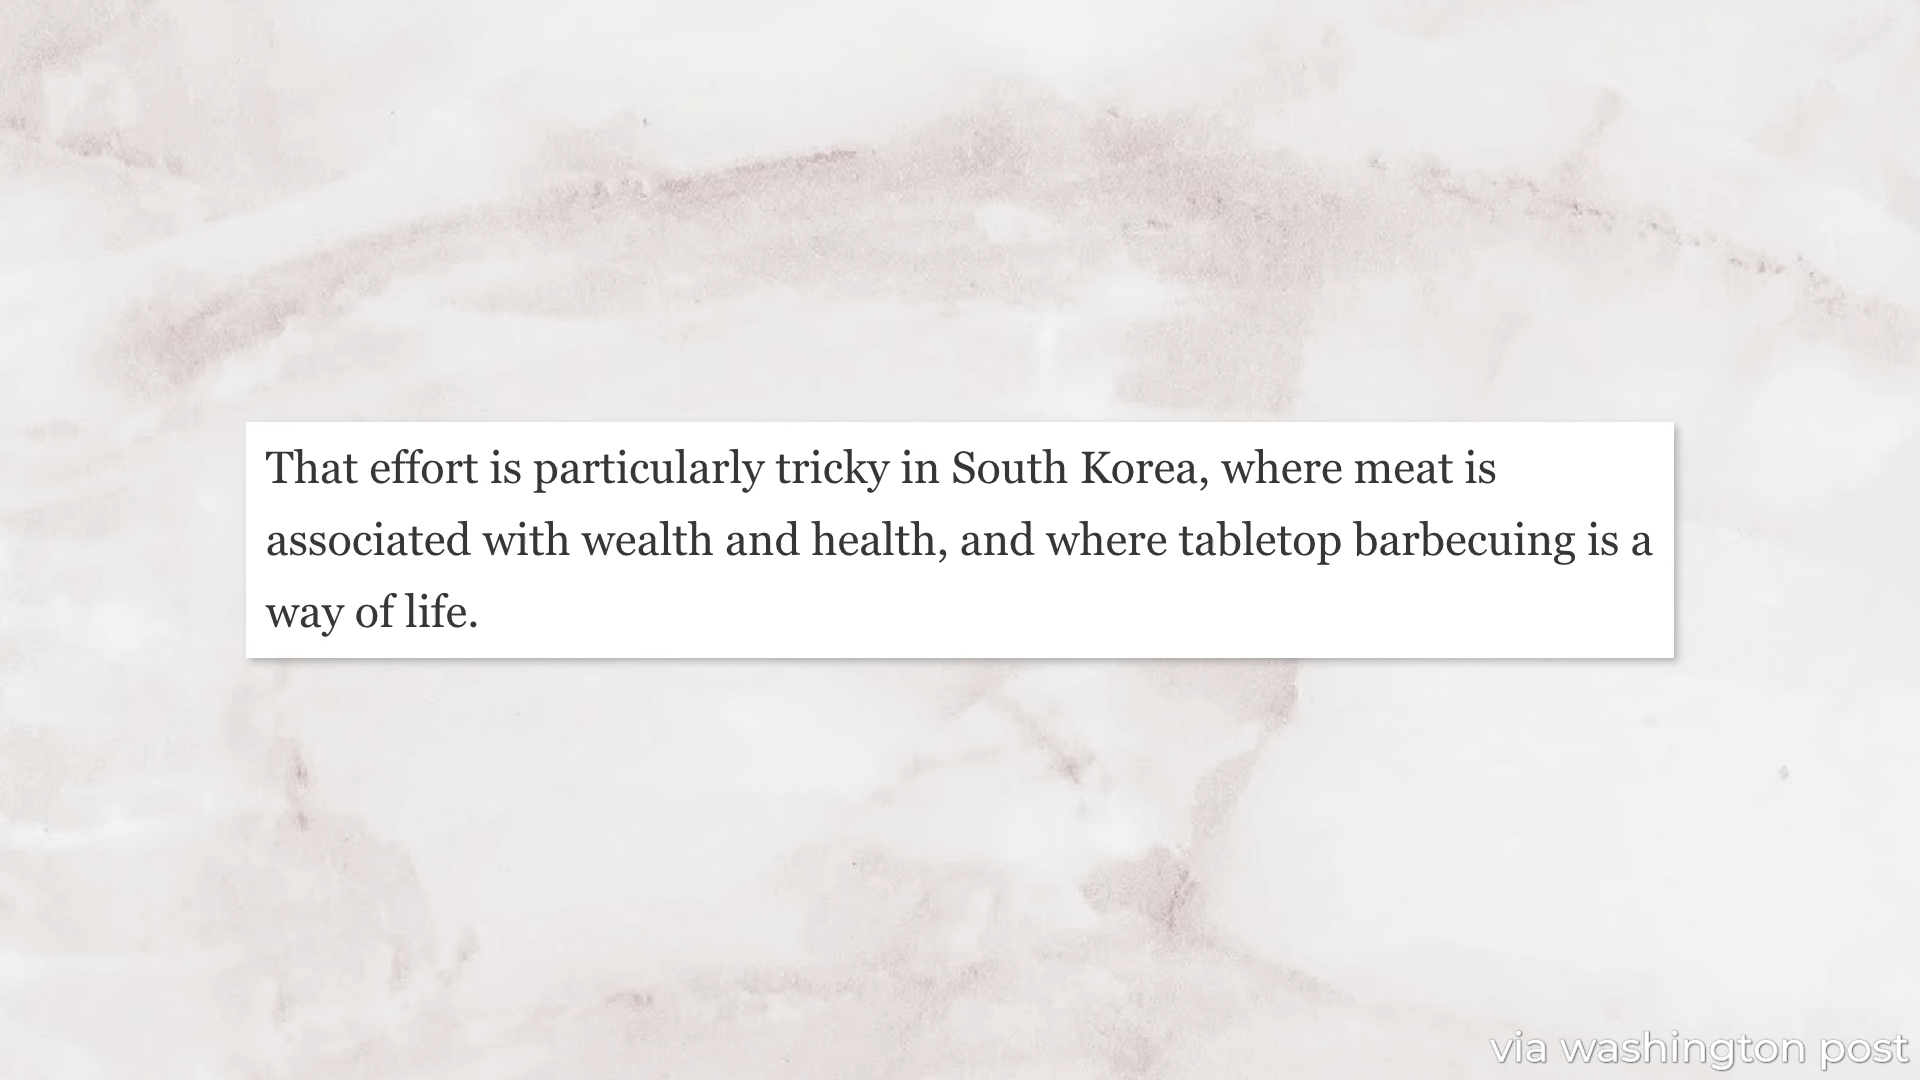 That effort is particularly tricky in South Korea, where meat is
associated with wealth and health, and where tabletop barbecuing is a
way of life.
via washington post